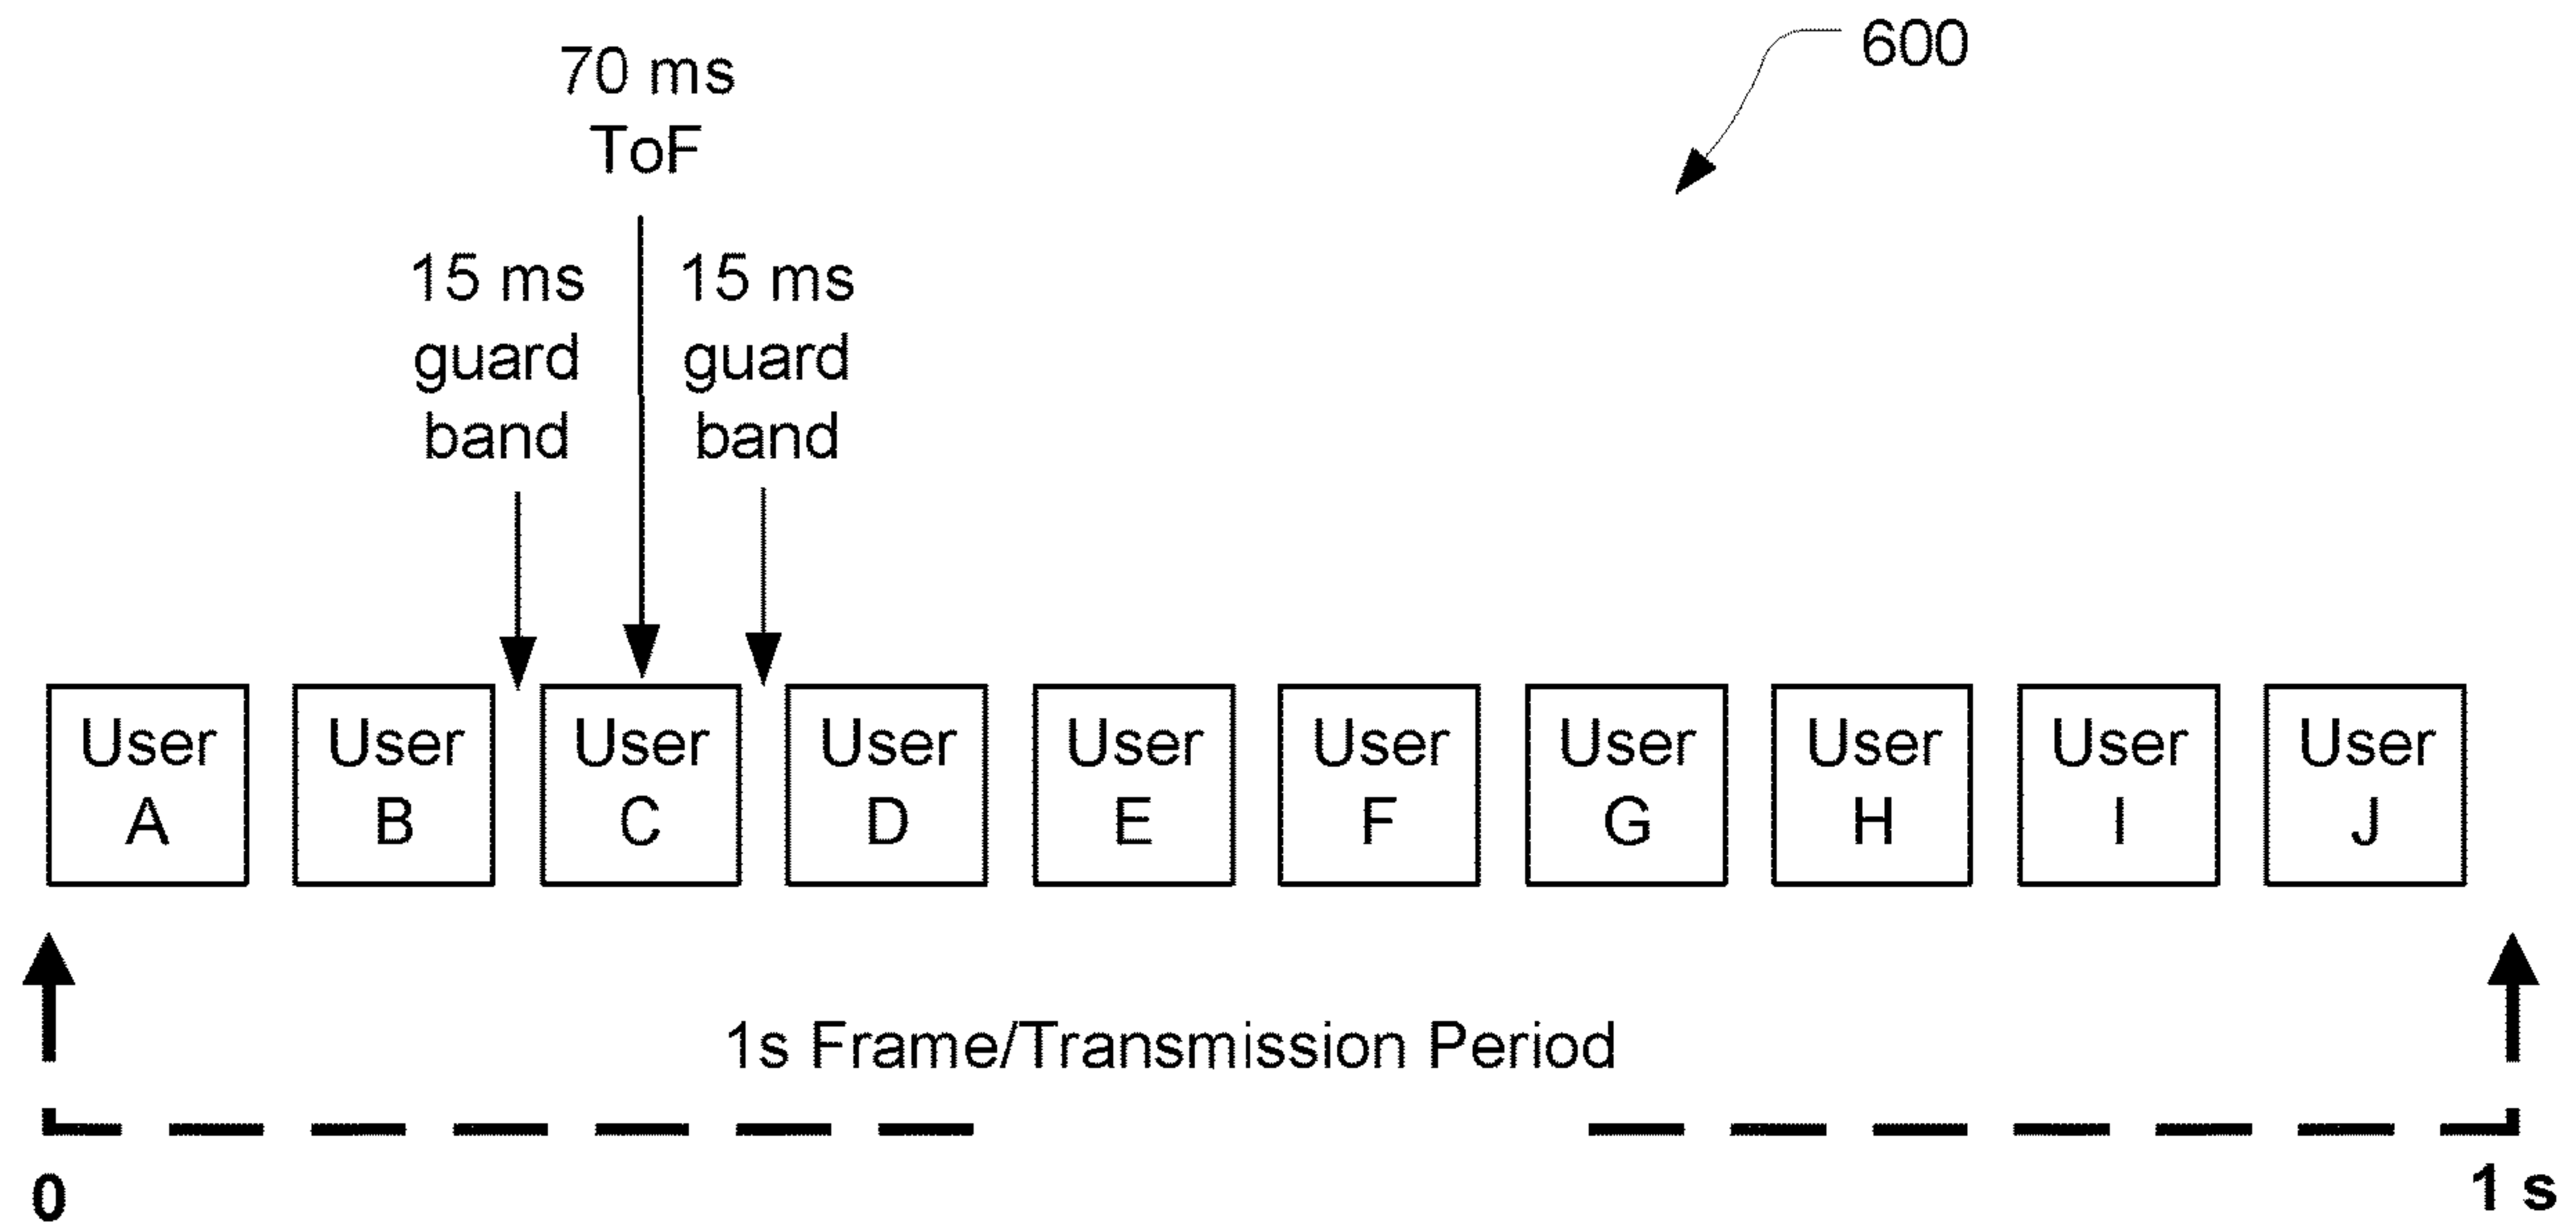 600
70 ms
ToF
15 ms
guard
band
15 ms
guard
band
User
A
User
B
User
C
User
D
User
E
User
F
User
G
User
H
User
I
User
J
1s Frame/Transmission Period
0
1 s